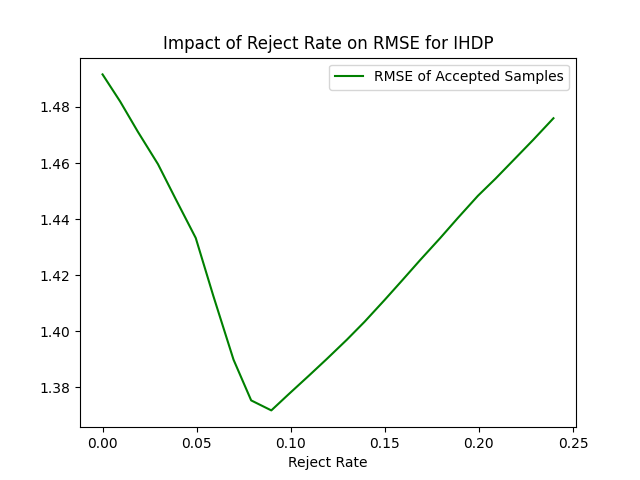 Impact of Reject Rate on RMSE for IHDP
RMSE of Accepted Samples
1.48
1.46
1.44
1.42
1.40
1.38
0.00 0.05 0.10 0.15 0.20 0.25
Reject Rate